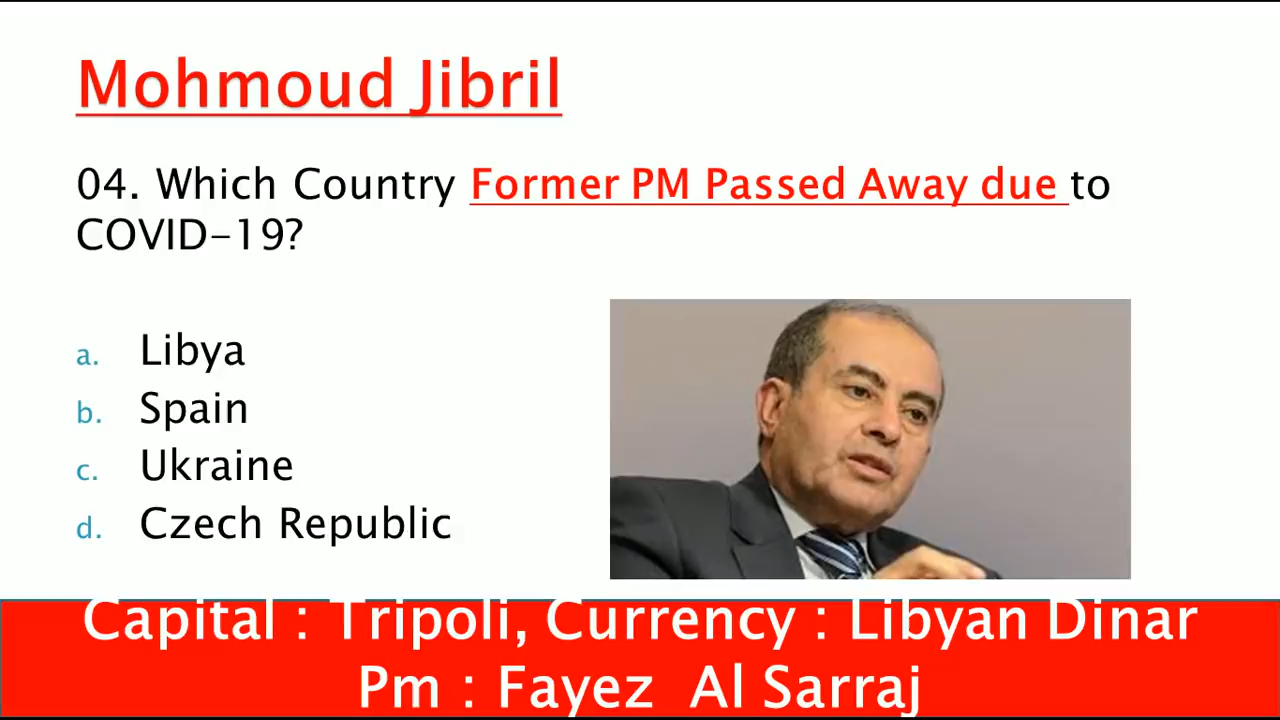 Mohmoud Jibril
04. Which Country Former PM Passed Away due to
COVID-19?
a. Libya
b. Spain
c. Ukraine
d. Czech Republic
Capital : Tripoli, Currency : Libyan Dinar
Pm : Fayez Al Sarraj